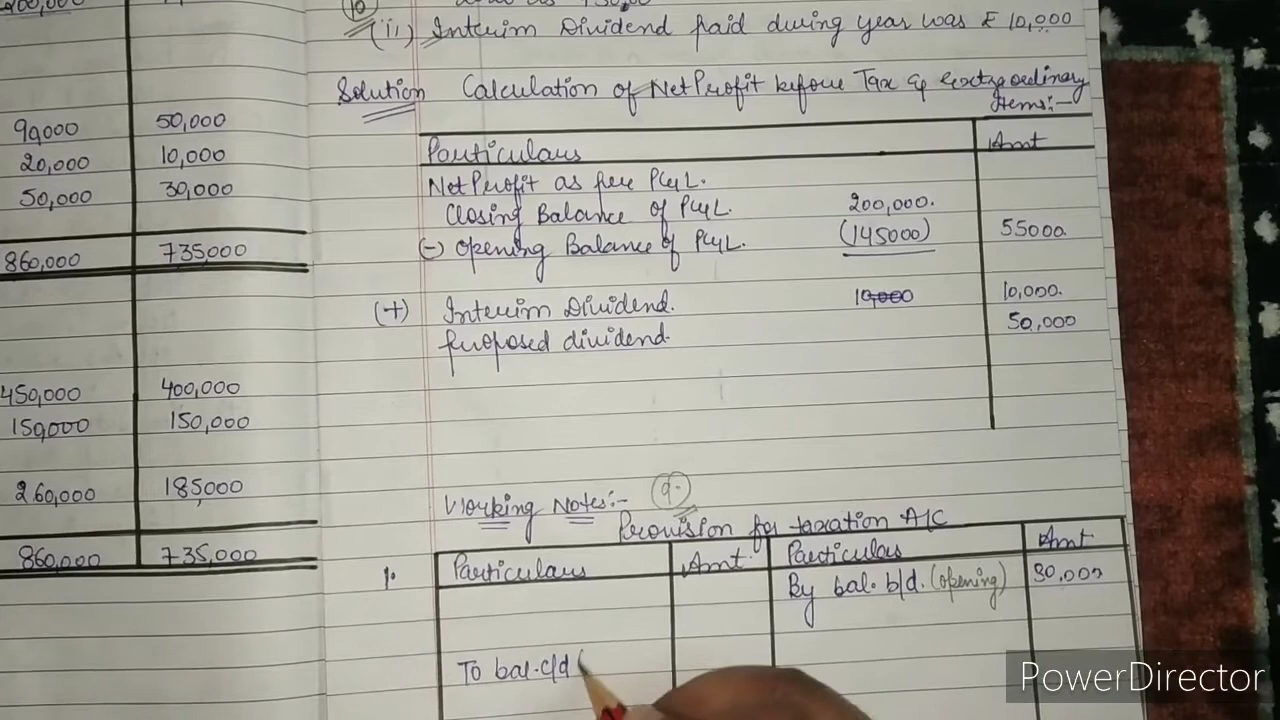 200,000
(ii) Interim Dividend paid during year was ₹ 10,000
Solution Calculation of Net Profit before Tax & Extraordinary
Items:-
90,000 50,000
20,000 10,000
50,000 30,000
860,000 735000
450,000 400,000
150,000 150,000
260,000 185000
860,000 735,000
Particulars Amt
Net Profit as per P&L.
Closing Balance of P&L. 200,000.
(-) Opening Balance of P&L. (145000) 55000.
(+) Interim Dividend. 10,000 10,000.
proposed dividend. 50,000
Working Notes:- 9.
Provision for taxation A/C
1. Particulars Amt. Particulars Amt
By bal. b/d. (opening) 30,000
To bal. c/d (
PowerDirector